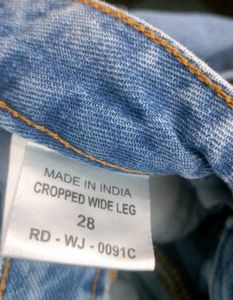 MADE IN INDIA
CROPPED WIDE LEG
28
RD - WJ - 0091C